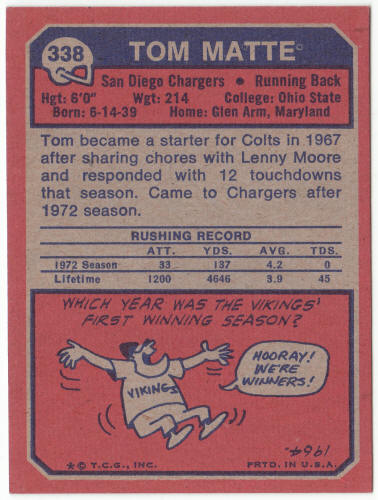 338
TOM MATTE
San Diego Chargers • Running Back
Hgt: 6'0" Wgt: 214 College: Ohio State
Born: 6-14-39 Home: Glen Arm, Maryland
Tom became a starter for Colts in 1967
after sharing chores with Lenny Moore
and responded with 12 touchdowns
that season. Came to Chargers after
1972 season.
RUSHING RECORD
ATT. YDS. AVG. TDS.
1972 Season 33 137 4.2 0
Lifetime 1200 4646 3.9 45
WHICH YEAR WAS THE VIKINGS'
FIRST WINNING SEASON?
HOORAY!
WE'RE
WINNERS!
VIKINGS
1964.
*© T.C.G., INC. PRTD. IN U.S.A.